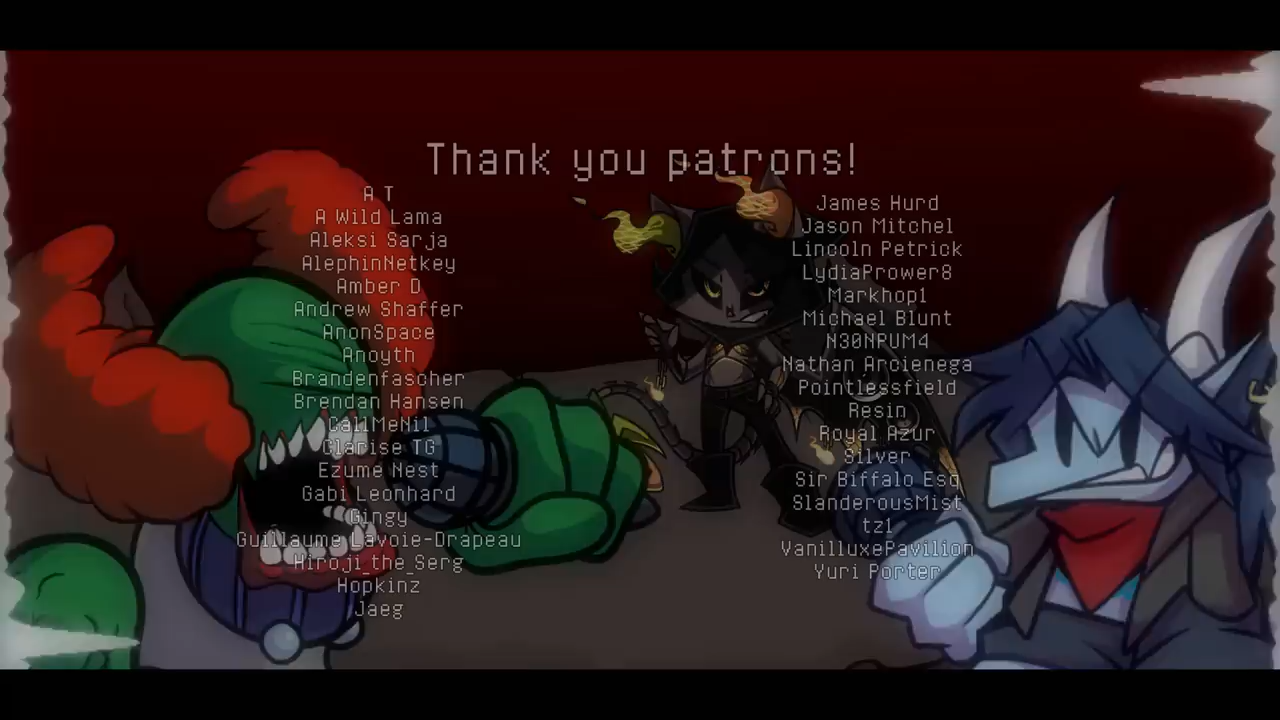 Thank you patrons!
A T
A Wild Lama
Aleksi Sarja
AlephinNetkey
Amber D
Andrew Shaffer
AnonSpace
Anoyth
Brandenfascher
Brendan Hansen
CallMeNil
Clarise TG
Ezume Nest
Gabi Leonhard
Gingy
Guillaume Lavoie-Drapeau
Hiroji_the_Serg
Hopkinz
Jaeg
James Hurd
Jason Mitchel
Lincoln Petrick
LydiaPrower8
Markhop1
Michael Blunt
N30NPUM4
Nathan Arcienega
Pointlessfield
Resin
Royal Azur
Silver
Sir Biffalo Esq
SlanderousMist
tz1
VanilluxePavilion
Yuri Porter